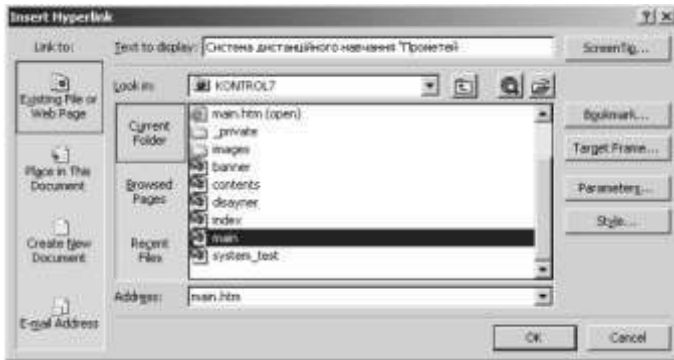 Insert Hyperlink
Link to:
Text to display: Система дистанційного навчання "Прометей
ScreenTip...
Existing File or Web Page
Look in: KONTROL7
Current Folder
main.htm (open)
_private
images
banner
contents
disayner
index
main
system_test
Bookmark...
Target Frame...
Parameters...
Style...
Place in This Document
Browsed Pages
Create New Document
Recent Files
E-mail Address
Address: main.htm
OK
Cancel